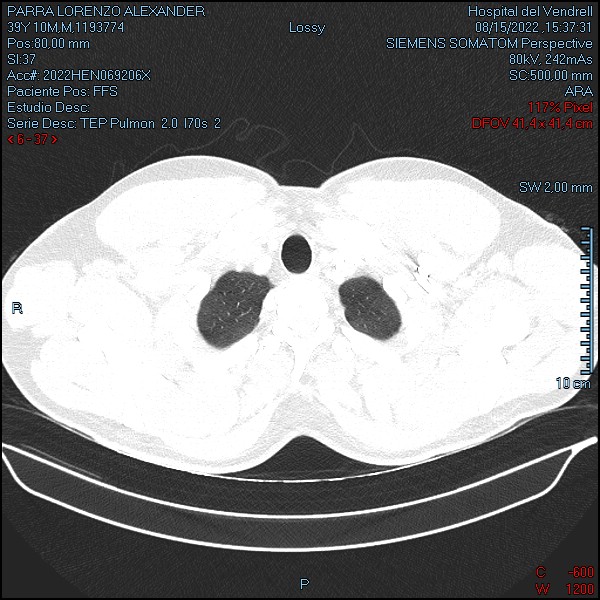 PARRA LORENZO ALEXANDER
39Y 10M,M,1193774
Pos:80,00 mm
SI:37
Acc#: 2022HEN069206X
Paciente Pos: FFS
Estudio Desc:
Serie Desc: TEP Pulmon 2.0 I70s 2
< 6 - 37 >
Lossy
Hospital del Vendrell
08/15/2022 ,15:37:31
SIEMENS SOMATOM Perspective
80kV, 242mAs
SC:500,00 mm
ARA
117% Pixel
DFOV 41,4 x 41,4 cm
SW 2,00 mm
R
10 cm
P
C -600
W 1200